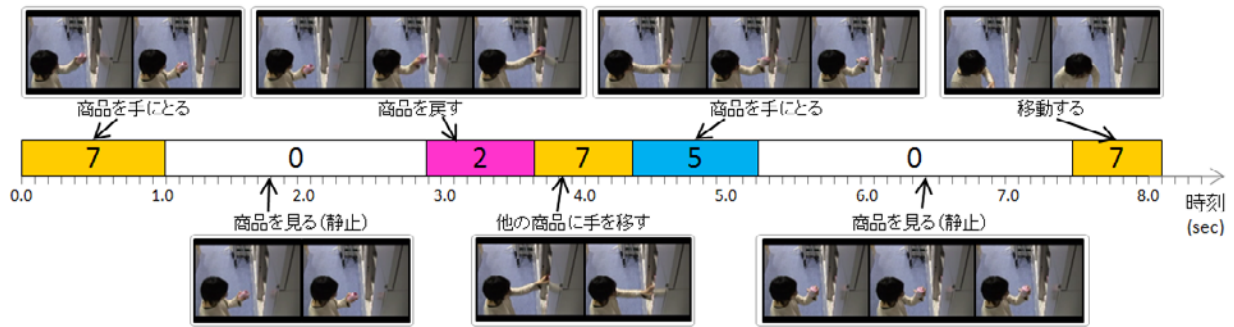 商品を手にとる
商品を戻す
商品を手にとる
移動する
7
0
2
7
5
0
7
0.0
1.0
2.0
3.0
4.0
5.0
6.0
7.0
8.0
時刻
(sec)
商品を見る(静止)
他の商品に手を移す
商品を見る(静止)